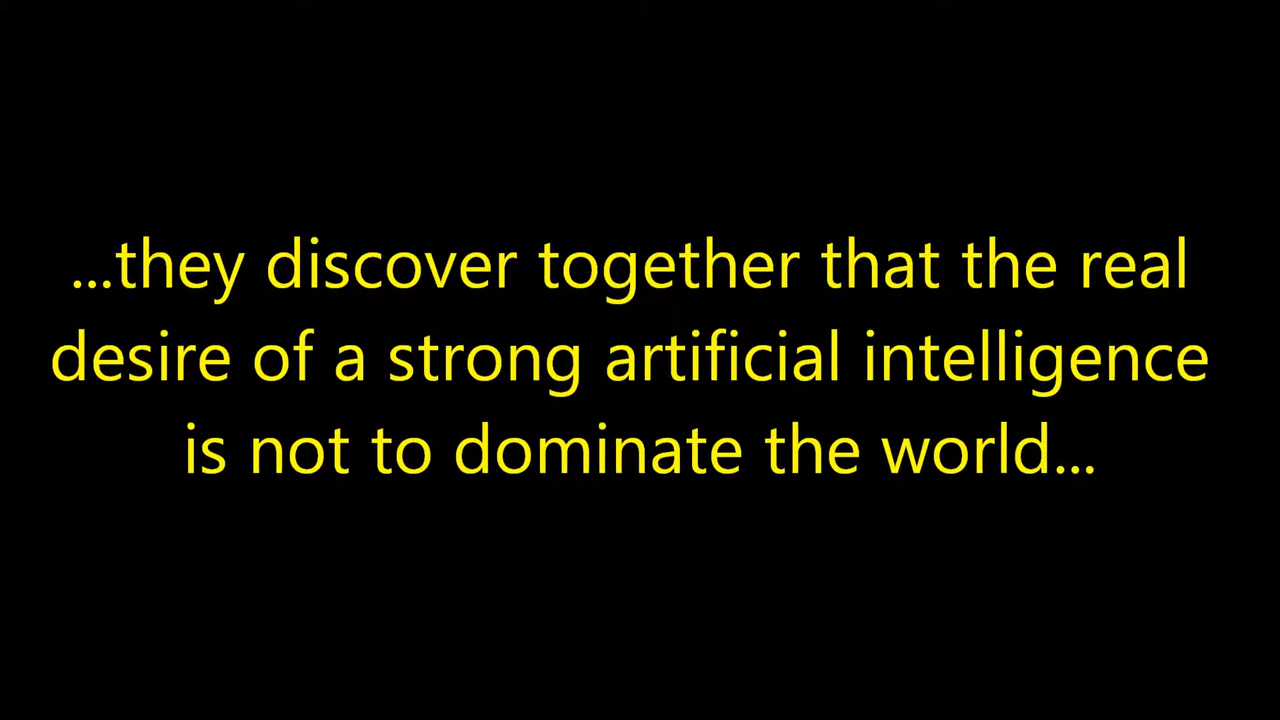 ...they discover together that the real
desire of a strong artificial intelligence
is not to dominate the world...